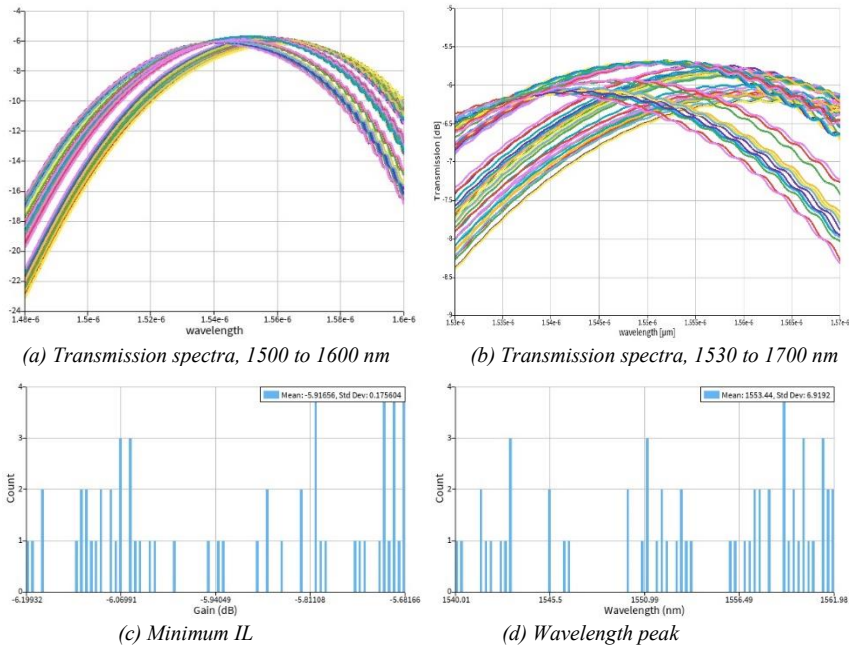 -4
-6
-8
-10
-12
-14
-16
-18
-20
-22
-24
1.48e-6
1.5e-6
1.52e-6
1.54e-6
1.56e-6
1.58e-6
1.6e-6
wavelength
(a) Transmission spectra, 1500 to 1600 nm
-5
-5.5
-6
-6.5
-7
-7.5
-8
-8.5
-9
Transmission [dB]
1.53e-6
1.535e-6
1.54e-6
1.545e-6
1.55e-6
1.555e-6
1.56e-6
1.565e-6
1.57e-6
wavelength [µm]
(b) Transmission spectra, 1530 to 1700 nm
Mean: -5.91656, Std Dev: 0.175604
4
3
2
1
0
Count
-6.19932
-6.06991
-5.94049
-5.81108
-5.68166
Gain (dB)
(c) Minimum IL
Mean: 1553.44, Std Dev: 6.9192
4
3
2
1
0
Count
1540.01
1545.5
1550.99
1556.49
1561.98
Wavelength (nm)
(d) Wavelength peak